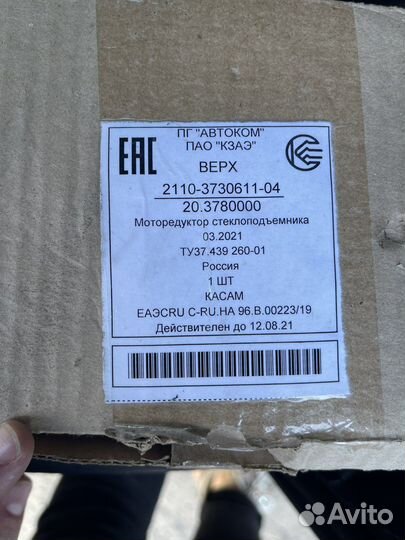 ПГ "АВТОКОМ"
ПАО "КЗАЭ"
ЕАС
ВЕРХ
2110-3730611-04
20.3780000
Моторедуктор стеклоподъемника
03.2021
ТУ37.439 260-01
Россия
1 ШТ
КАСАМ
ЕАЭСRU C-RU.НА 96.В.00223/19
Действителен до 12.08.21
Avito